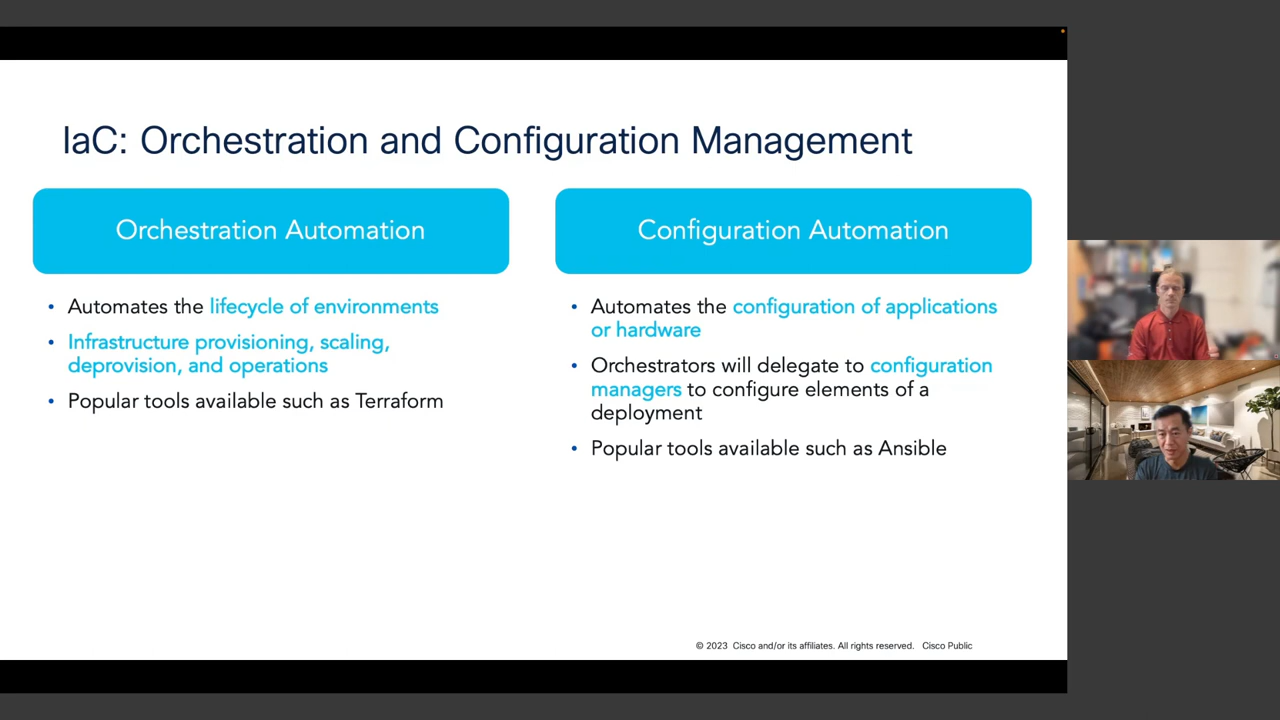 IaC: Orchestration and Configuration Management
Orchestration Automation
• Automates the lifecycle of environments
• Infrastructure provisioning, scaling,
deprovision, and operations
• Popular tools available such as Terraform
Configuration Automation
• Automates the configuration of applications
or hardware
• Orchestrators will delegate to configuration
managers to configure elements of a
deployment
• Popular tools available such as Ansible
© 2023 Cisco and/or its affiliates. All rights reserved. Cisco Public